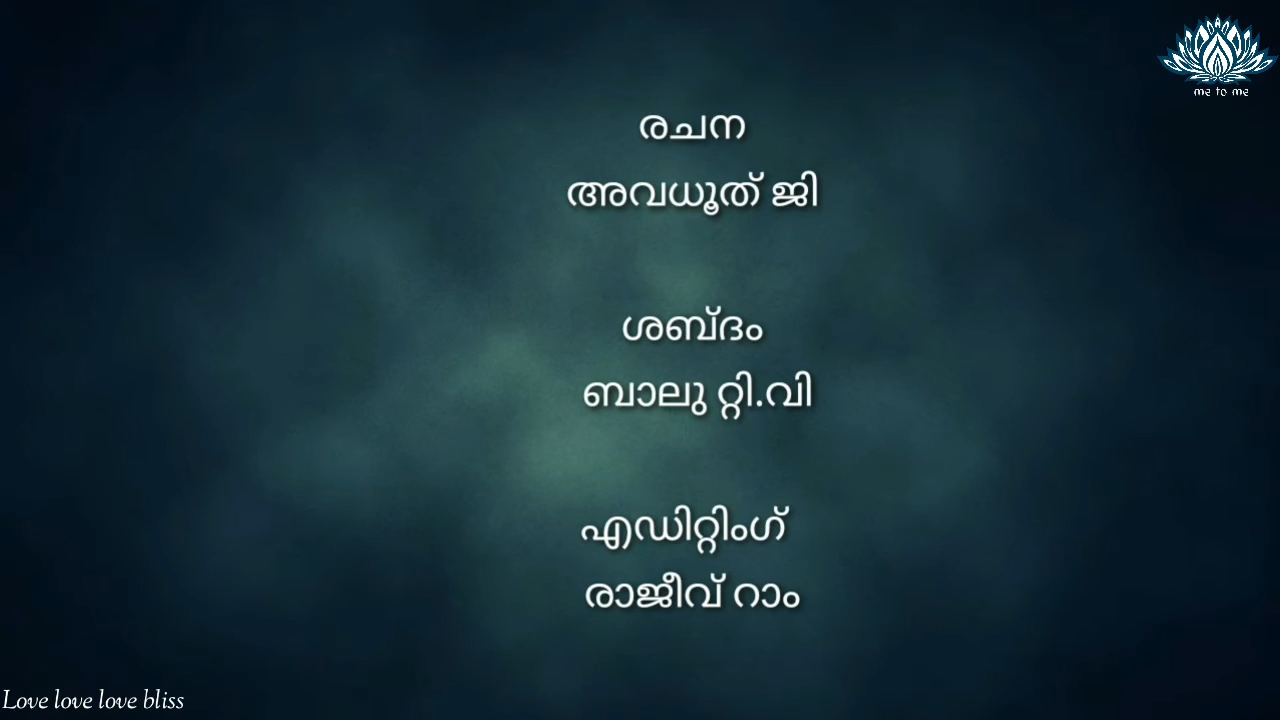 me to me
രചന
അവധൂത് ജി
ശബ്ദം
ബാലു റ്റി.വി
എഡിറ്റിംഗ്
രാജീവ് റാം
Love love love bliss